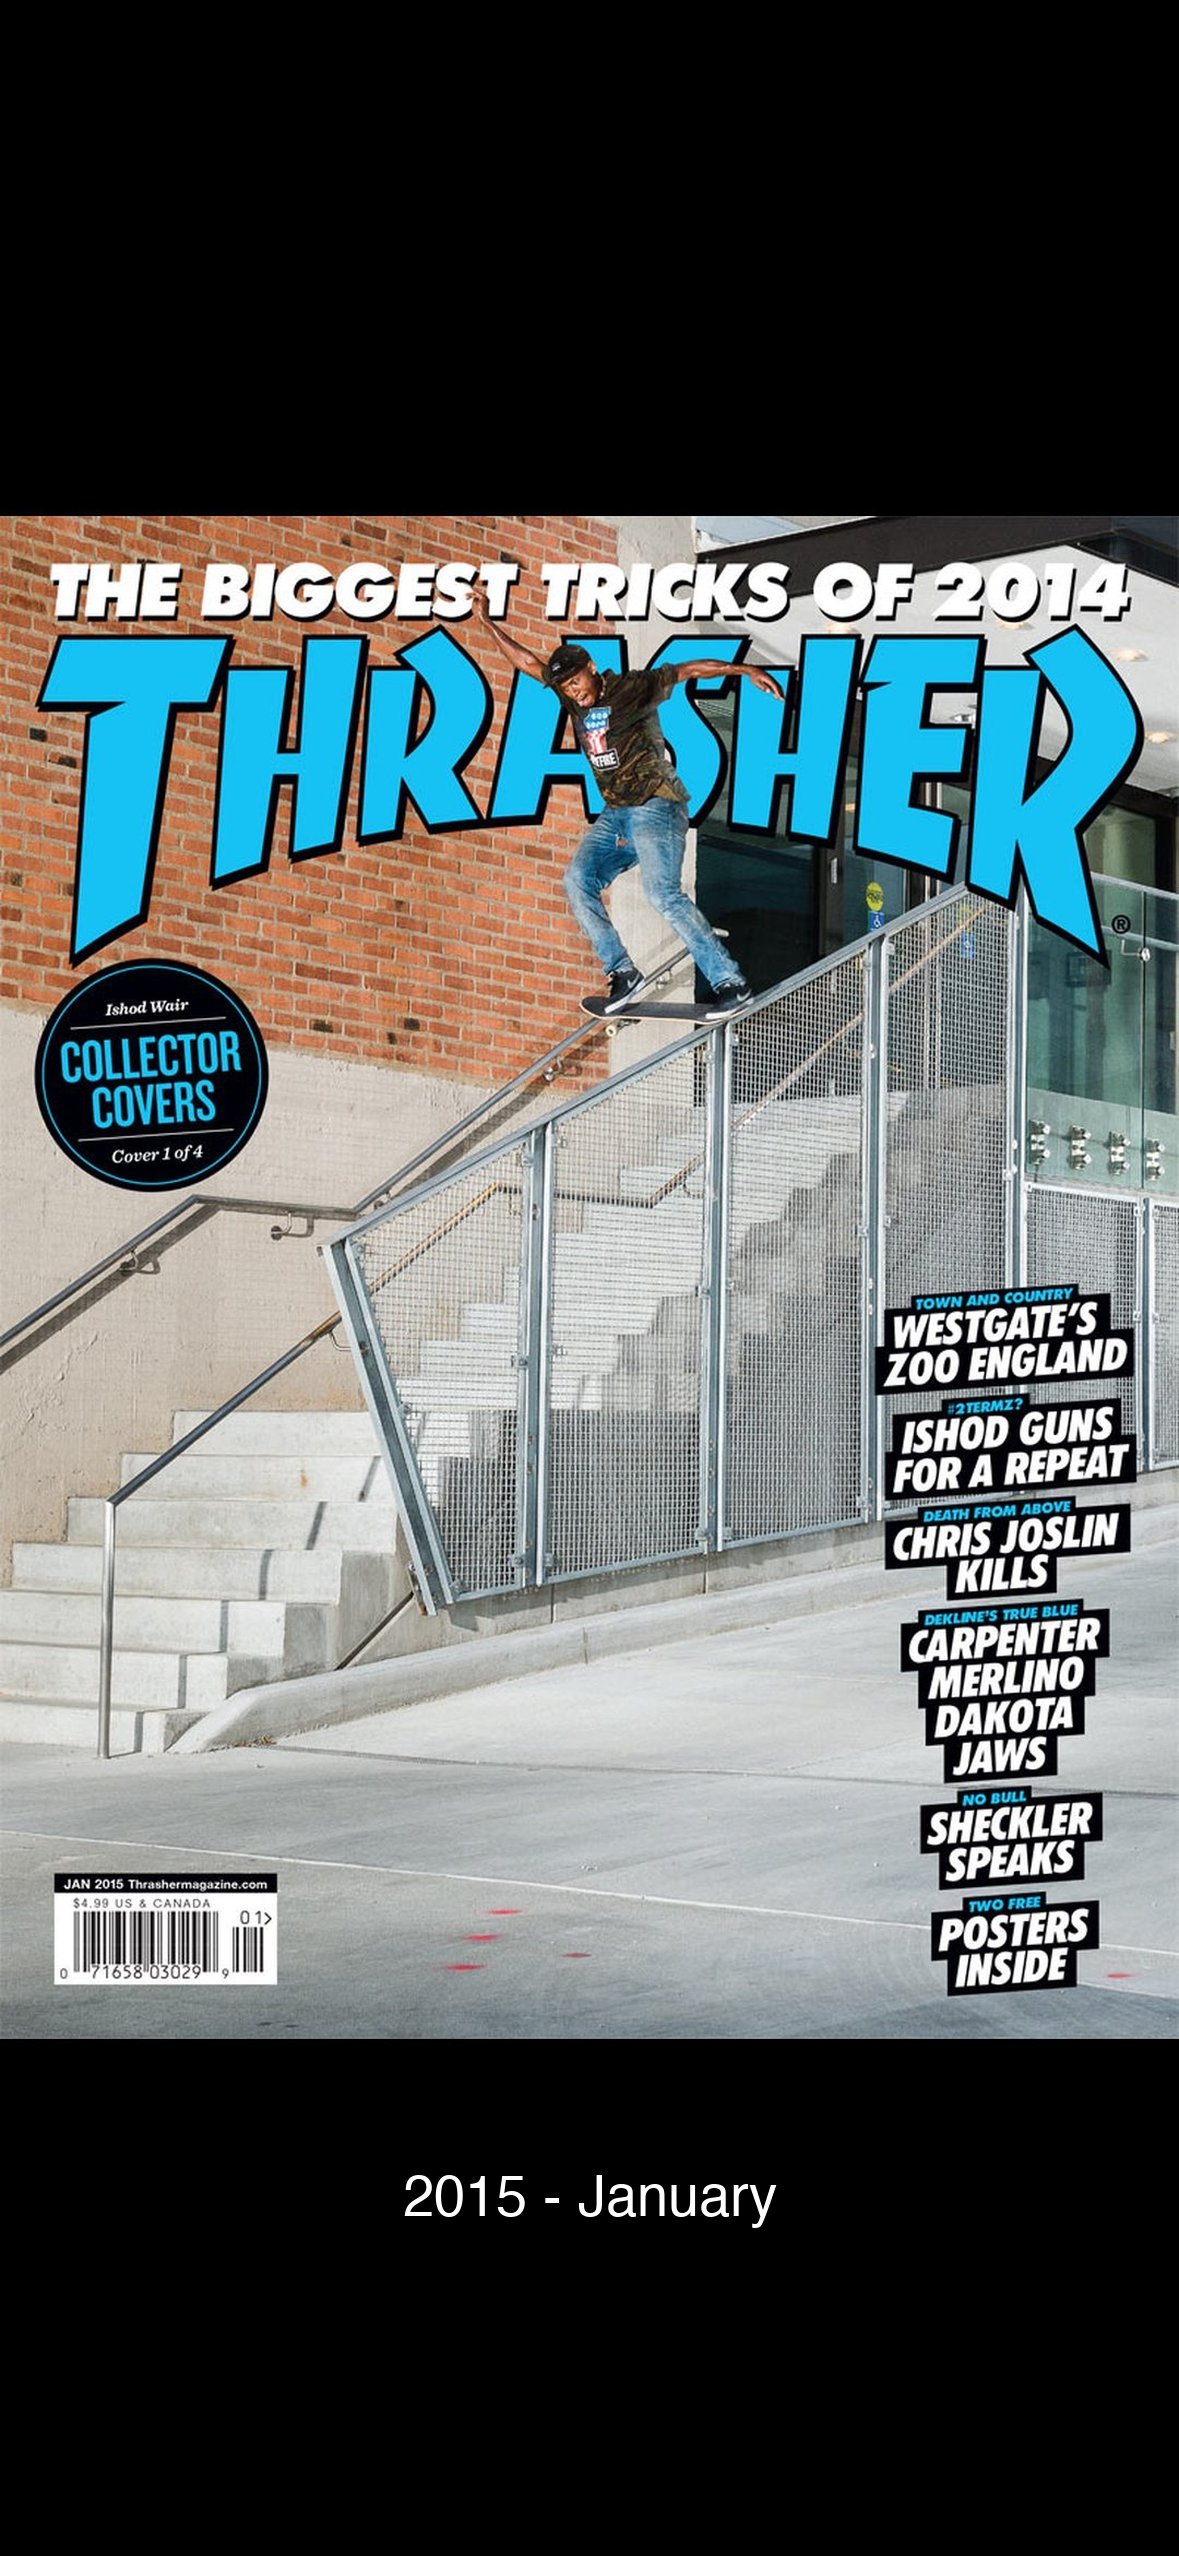 THE BIGGEST TRICKS OF 2014
THRASHER
®
Ishod Wair
COLLECTOR
COVERS
Cover 1 of 4
TOWN AND COUNTRY
WESTGATE'S
ZOO ENGLAND
#2TERMZ?
ISHOD GUNS
FOR A REPEAT
DEATH FROM ABOVE
CHRIS JOSLIN
KILLS
DEKLINE'S TRUE BLUE
CARPENTER
MERLINO
DAKOTA
JAWS
NO BULL
SHECKLER
SPEAKS
TWO FREE
POSTERS
INSIDE
JAN 2015 Thrashermagazine.com
$4.99 US & CANADA
01>
0 71658 03029 9
2015 - January